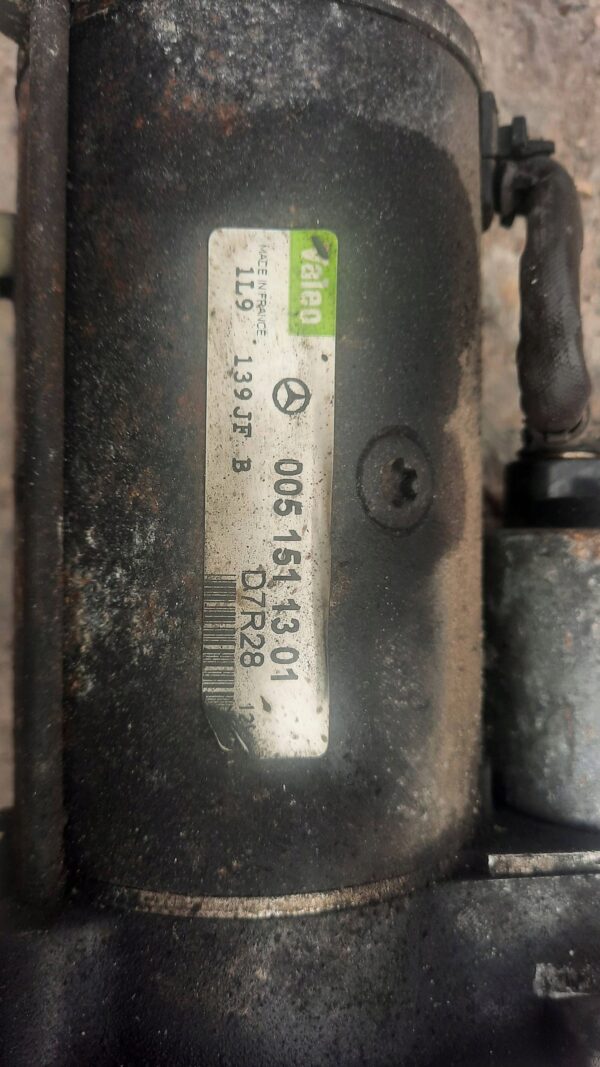 Valeo
MADE IN FRANCE
1L9 139JF B
005 151 13 01
D7R28